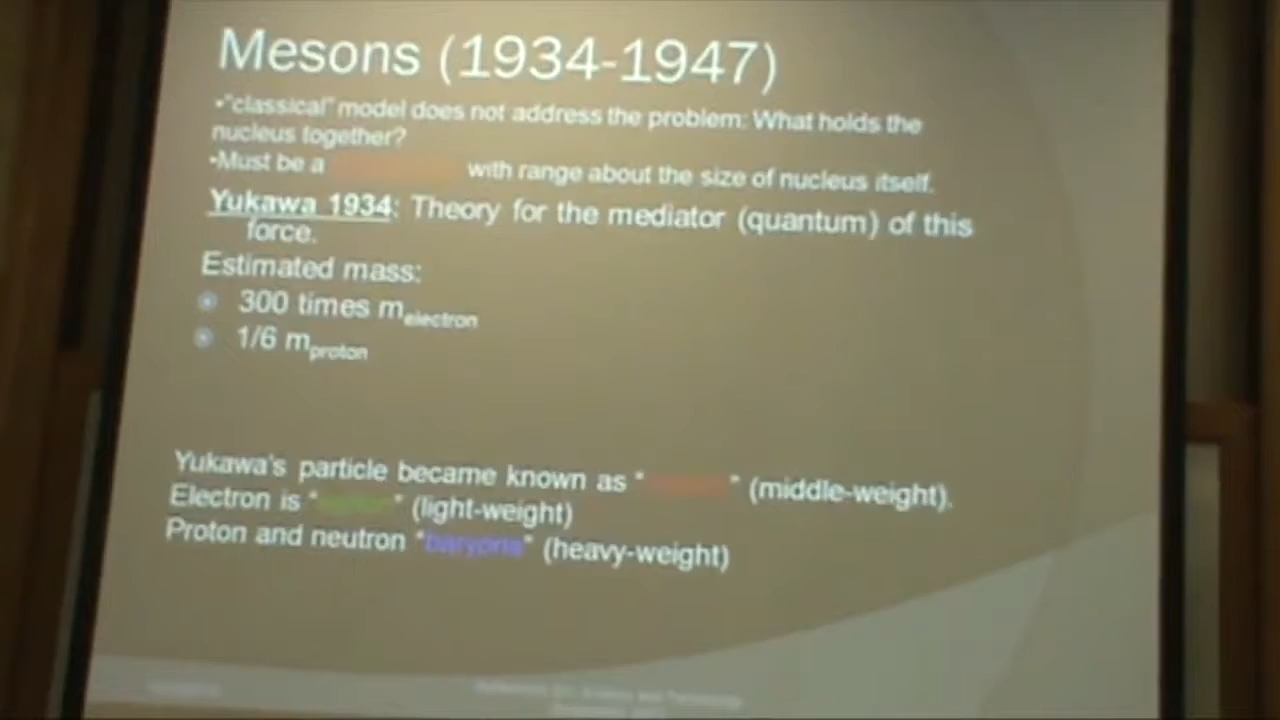 Mesons (1934-1947)
•"classical" model does not address the problem: What holds the
nucleus together?
•Must be a with range about the size of nucleus itself.
Yukawa 1934: Theory for the mediator (quantum) of this
force.
Estimated mass:
300 times melectron
1/6 mproton
Yukawa's particle became known as " " (middle-weight).
Electron is " " (light-weight)
Proton and neutron "baryons" (heavy-weight)